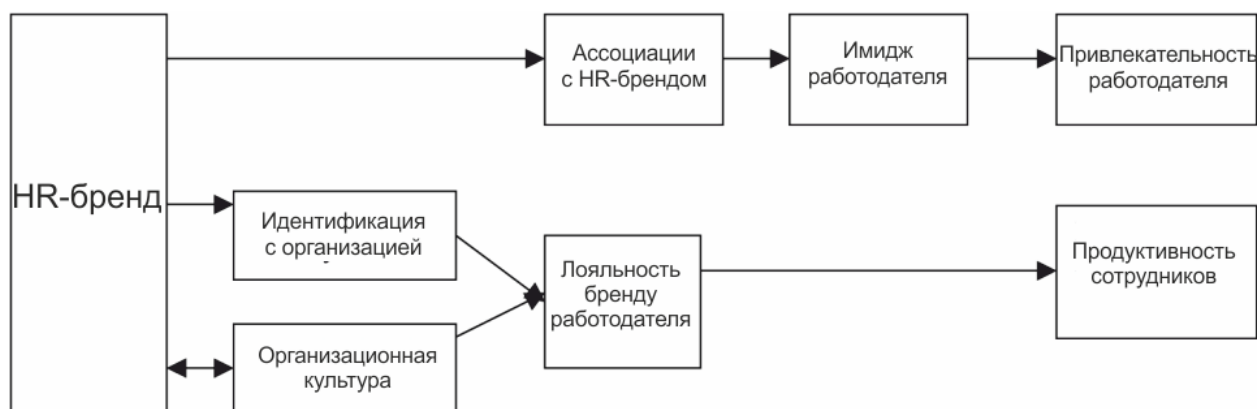 Ассоциации
с HR-брендом
Имидж
работодателя
Привлекательность
работодателя
HR-бренд
Идентификация
с организацией
Лояльность
бренду
работодателя
Продуктивность
сотрудников
Организационная
культура